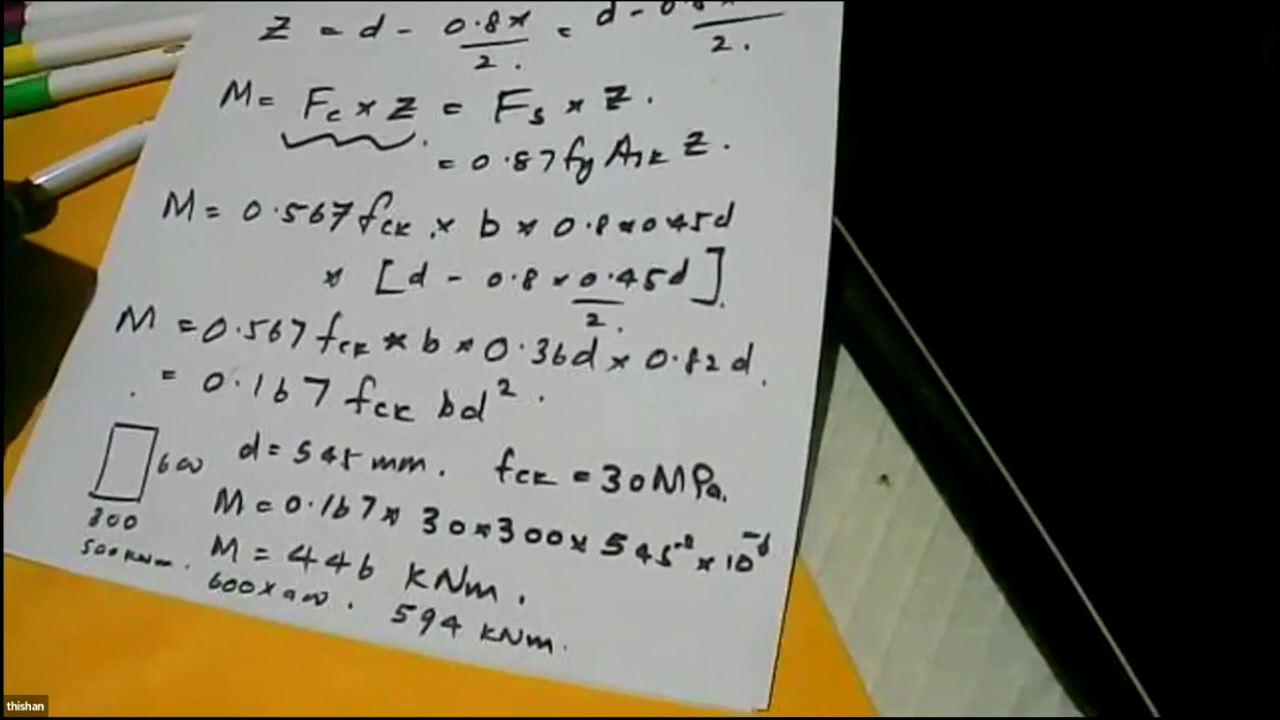 Z = d - 0.8x/2. = d - 0.8x/2.
M = Fc x Z = Fs x Z.
= 0.87 fy Ask Z.
M = 0.567 fck x b x 0.8 x 0.45d
x [d - 0.8 x 0.45d/2.].
M = 0.567 fck x b x 0.36d x 0.82d.
= 0.167 fck bd².
600 d = 545 mm. fck = 30 MPa.
300
M = 0.167 x 30 x 300 x 545² x 10⁻⁶
500 kNm. M = 446 kNm.
600 x 400. 594 kNm.
thishan